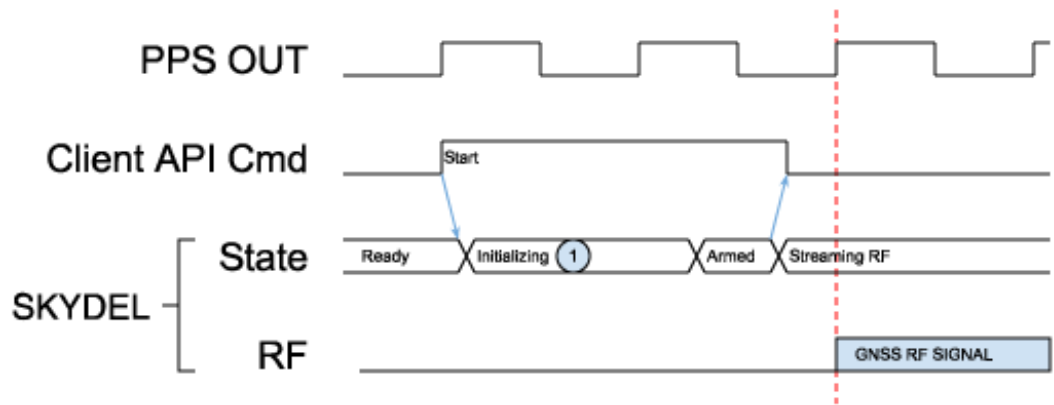 PPS OUT
Client API Cmd
Start
State
Ready
Initializing
1
Armed
Streaming RF
SKYDEL
RF
GNSS RF SIGNAL